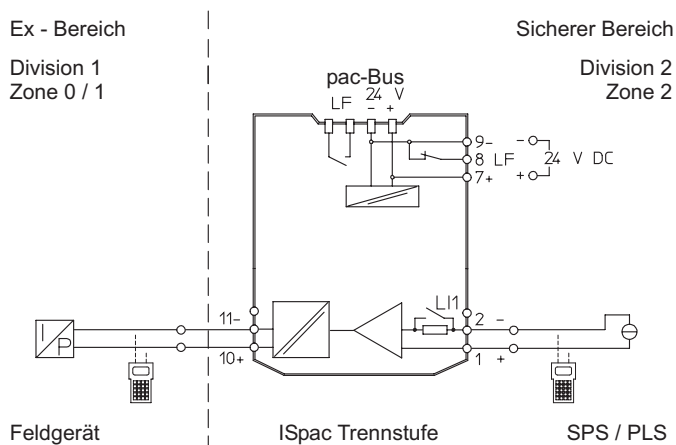 Ex - Bereich
Sicherer Bereich
Division 1
Zone 0 / 1
Division 2
Zone 2
pac-Bus
LF 24 V
- +
9-
8 LF
7+
- 24 V DC +
LI1
11-
10+
2 -
1 +
I/P
Feldgerät
ISpac Trennstufe
SPS / PLS